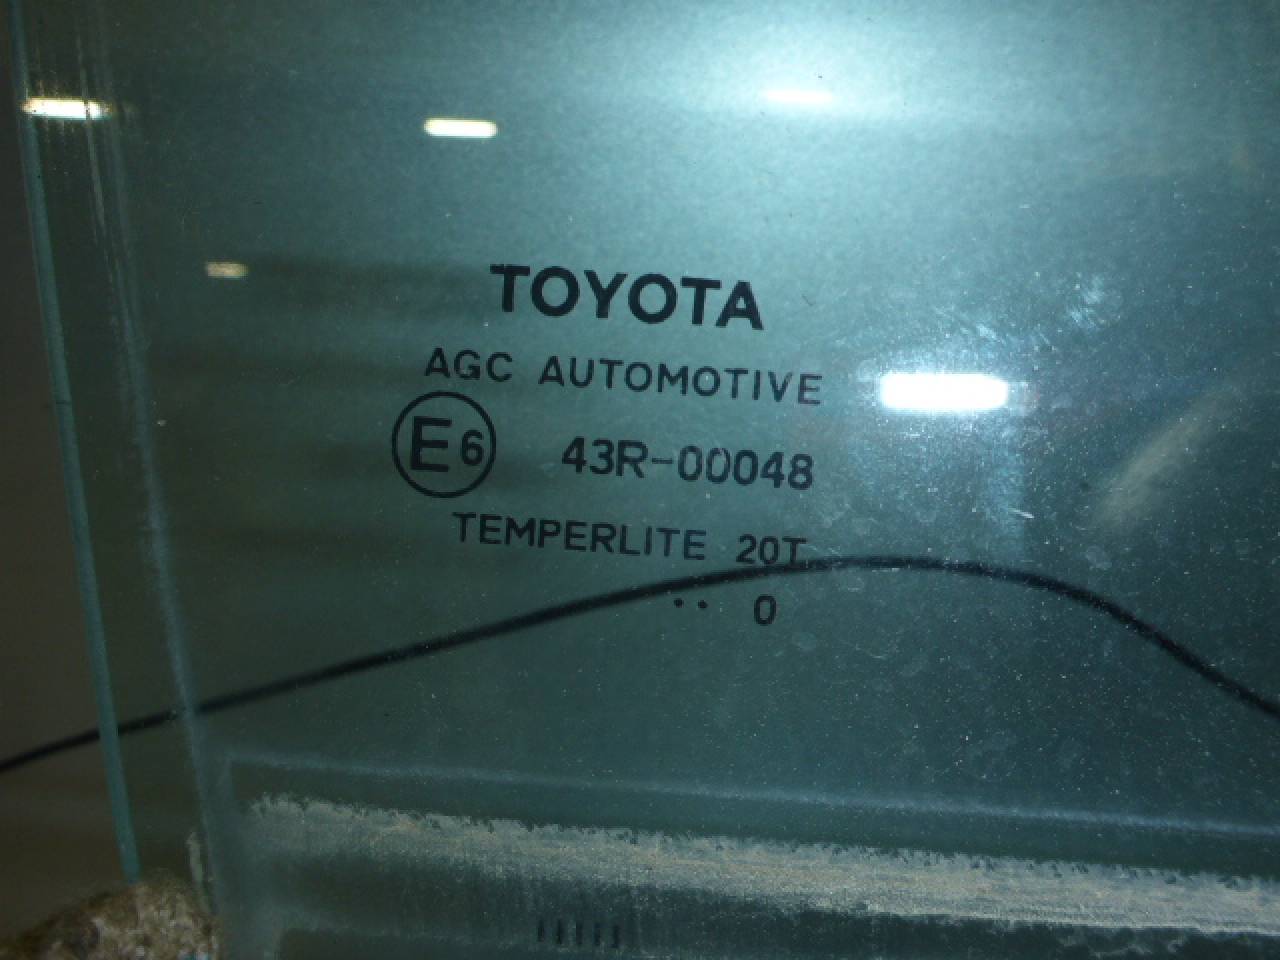 TOYOTA
AGC AUTOMOTIVE
E6 43R-00048
TEMPERLITE 20T
.. 0